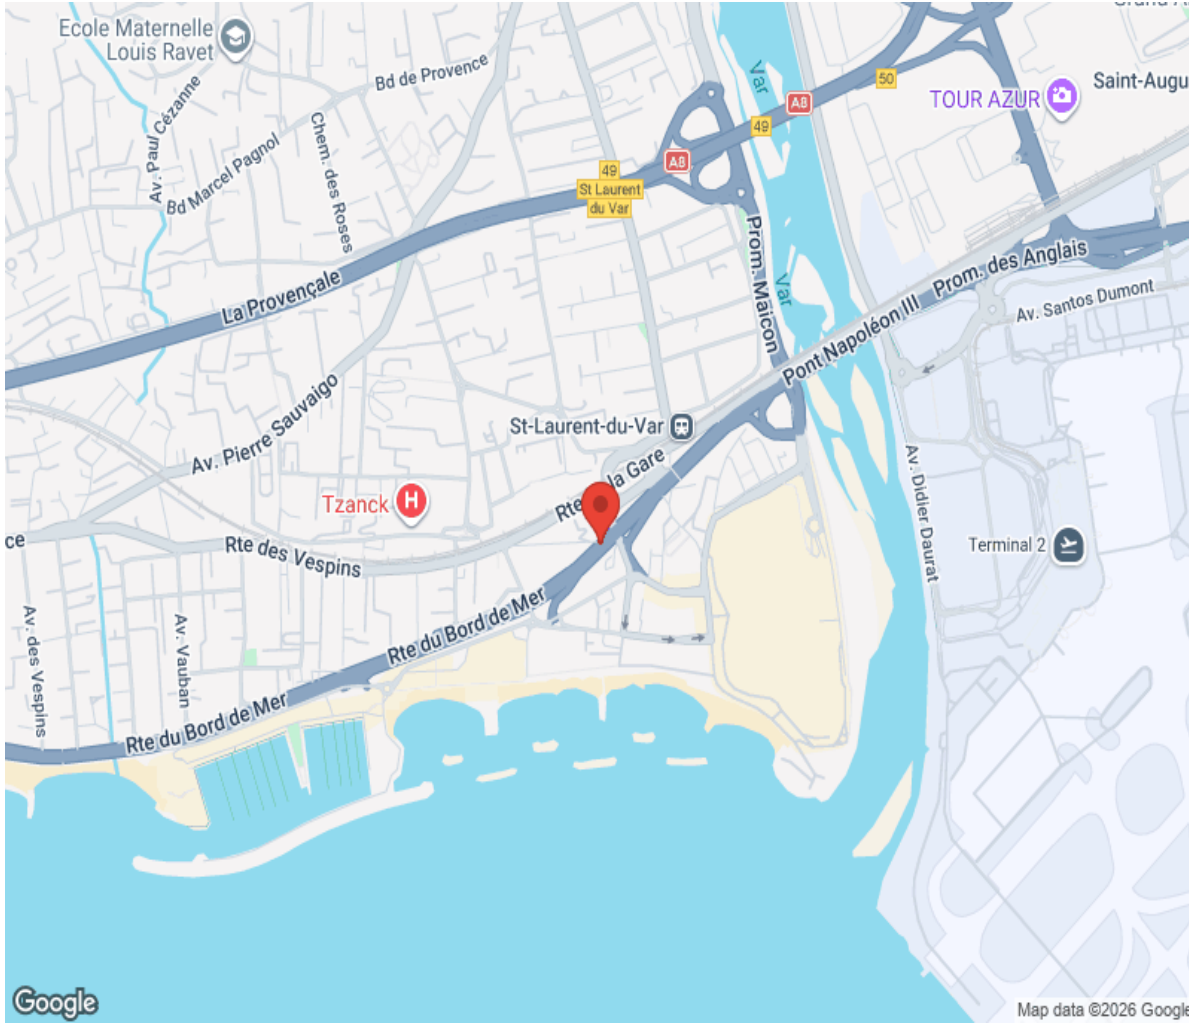 Ecole Maternelle
Louis Ravet
Bd de Provence
Av. Paul Cézanne
Bd Marcel Pagnol
Chem. des Roses
Var
A8
50
TOUR AZUR
Saint-Augu
49
A8
49
St Laurent
du Var
Prom. Maicon
Var
La Provençale
Prom. des Anglais
Av. Santos Dumont
Pont Napoléon III
Av. Pierre Sauvaigo
St-Laurent-du-Var
Rte la Gare
Tzanck
H
Av. Didier Daurat
Terminal 2
ce
Rte des Vespins
Av. des Vespins
Av. Vauban
Rte du Bord de Mer
Rte du Bord de Mer
Google
Map data ©2026 Google